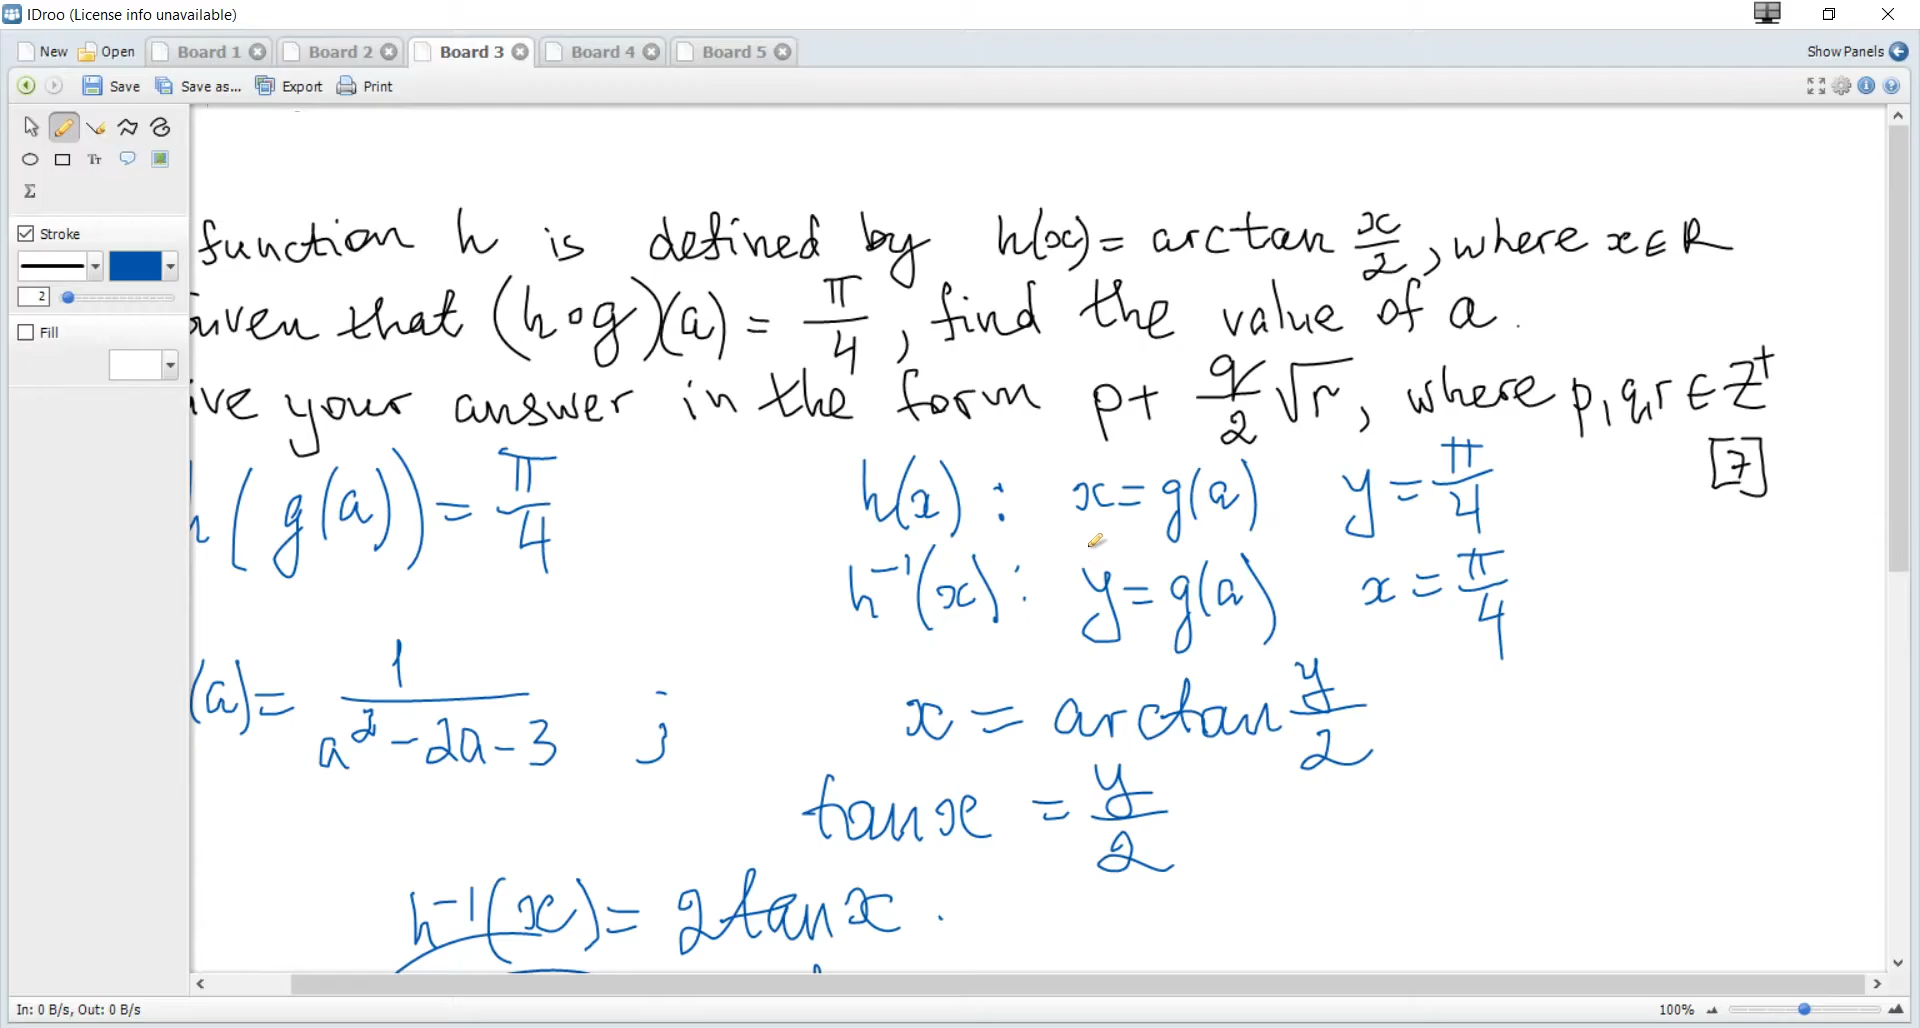 IDroo (License info unavailable)
New Open Board 1 Board 2 Board 3 Board 4 Board 5 Show Panels
Save Save as... Export Print
Tt
Σ
Stroke
2
Fill
function h is defined by h(x) = arctan x/2, where x ∈ R
Given that (h∘g)(a) = π/4, find the value of a.
ive your answer in the form p+ q/2 √r, where p, q, r ∈ Z⁺
[7]
h(g(a)) = π/4
h(x) : x = g(a) y = π/4
h⁻¹(x) : y = g(a) x = π/4
(a) = 1/(a² - 2a - 3) ;
x = arctan y/2
tan x = y/2
h⁻¹(x) = 2tan x .
In: 0 B/s, Out: 0 B/s 100%